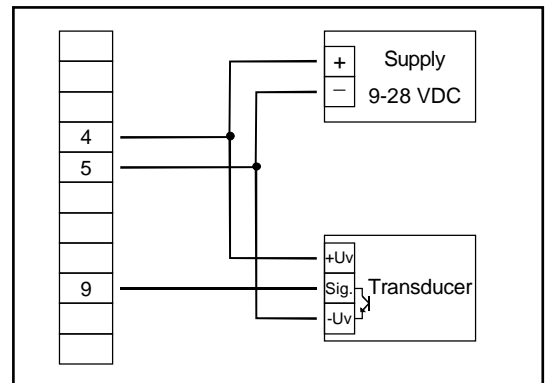 + Supply
– 9-28 VDC
4
5
+Uv
9 Sig. Transducer
-Uv